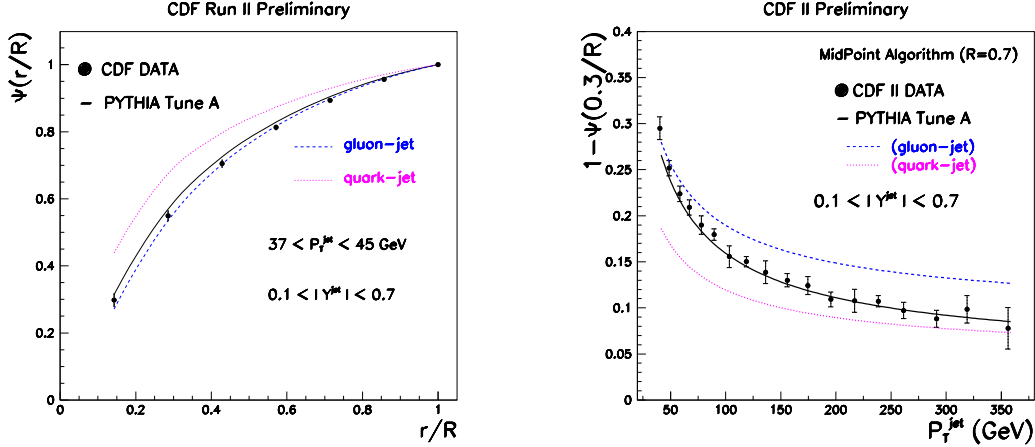 CDF Run II Preliminary
Ψ(r/R)
1
0.8
0.6
0.4
0.2
0
0
0.2
0.4
0.6
0.8
1
r/R
CDF DATA
PYTHIA Tune A
gluon-jet
quark-jet
37 < P_T^jet < 45 GeV
0.1 < | Y^jet | < 0.7
CDF II Preliminary
1-Ψ(0.3/R)
0.4
0.35
0.3
0.25
0.2
0.15
0.1
0.05
0
50
100
150
200
250
300
350
P_T^jet (GeV)
MidPoint Algorithm (R=0.7)
CDF II DATA
PYTHIA Tune A
(gluon-jet)
(quark-jet)
0.1 < | Y^jet | < 0.7